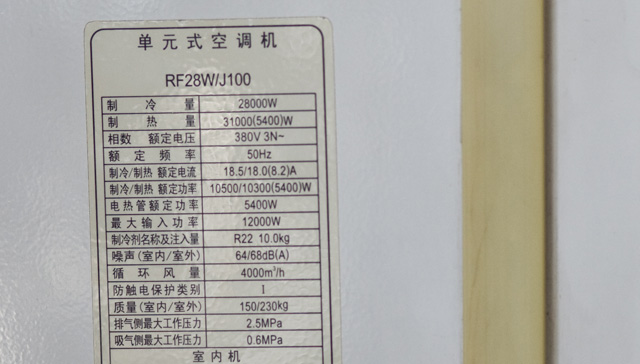 单元式空调机
RF28W/J100
制冷量 28000W
制热量 31000(5400)W
相数 额定电压 380V 3N~
额定频率 50Hz
制冷/制热 额定电流 18.5/18.0(8.2)A
制冷/制热 额定功率 10500/10300(5400)W
电热管额定功率 5400W
最大输入功率 12000W
制冷剂名称及注入量 R22 10.0kg
噪声(室内/室外) 64/68dB(A)
循环风量 4000m³/h
防触电保护类别 I
质量(室内/室外) 150/230kg
排气侧最大工作压力 2.5MPa
吸气侧最大工作压力 0.6MPa
室内机